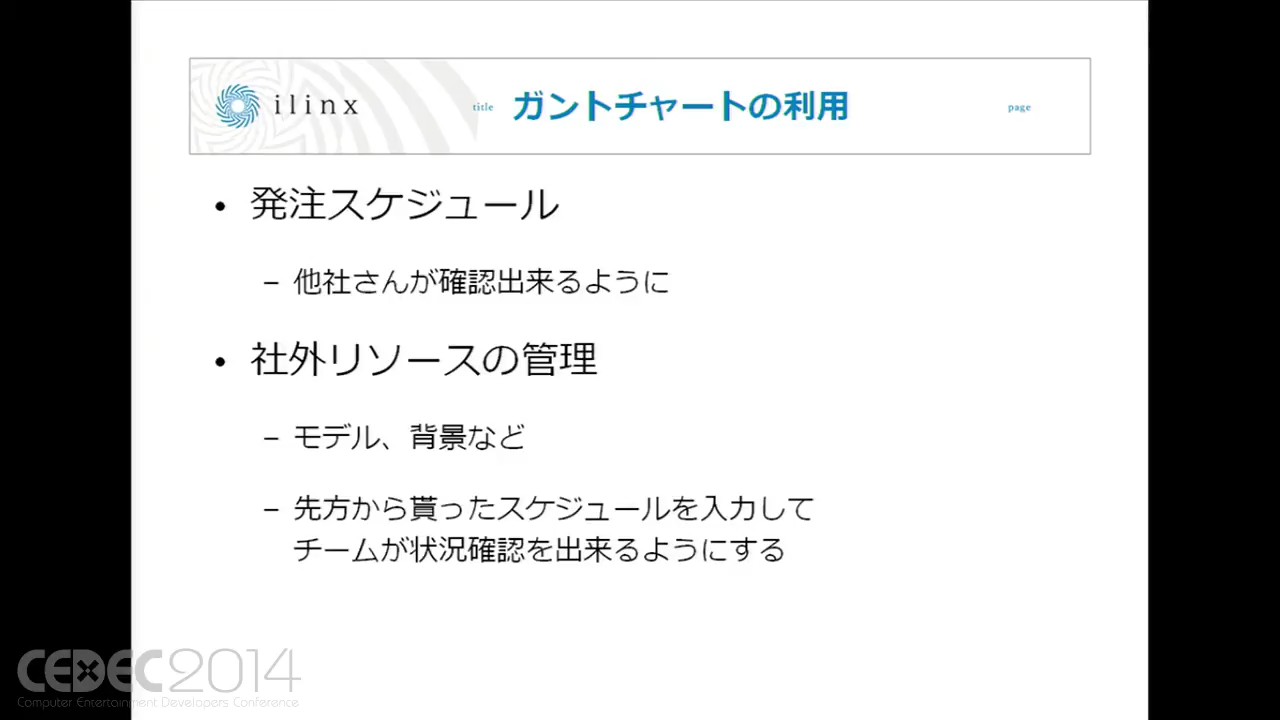 ilinx
title ガントチャートの利用 page
• 発注スケジュール
– 他社さんが確認出来るように
• 社外リソースの管理
– モデル、背景など
– 先方から貰ったスケジュールを入力して
チームが状況確認を出来るようにする
CEDEC2014
Computer Entertainment Developers Conference